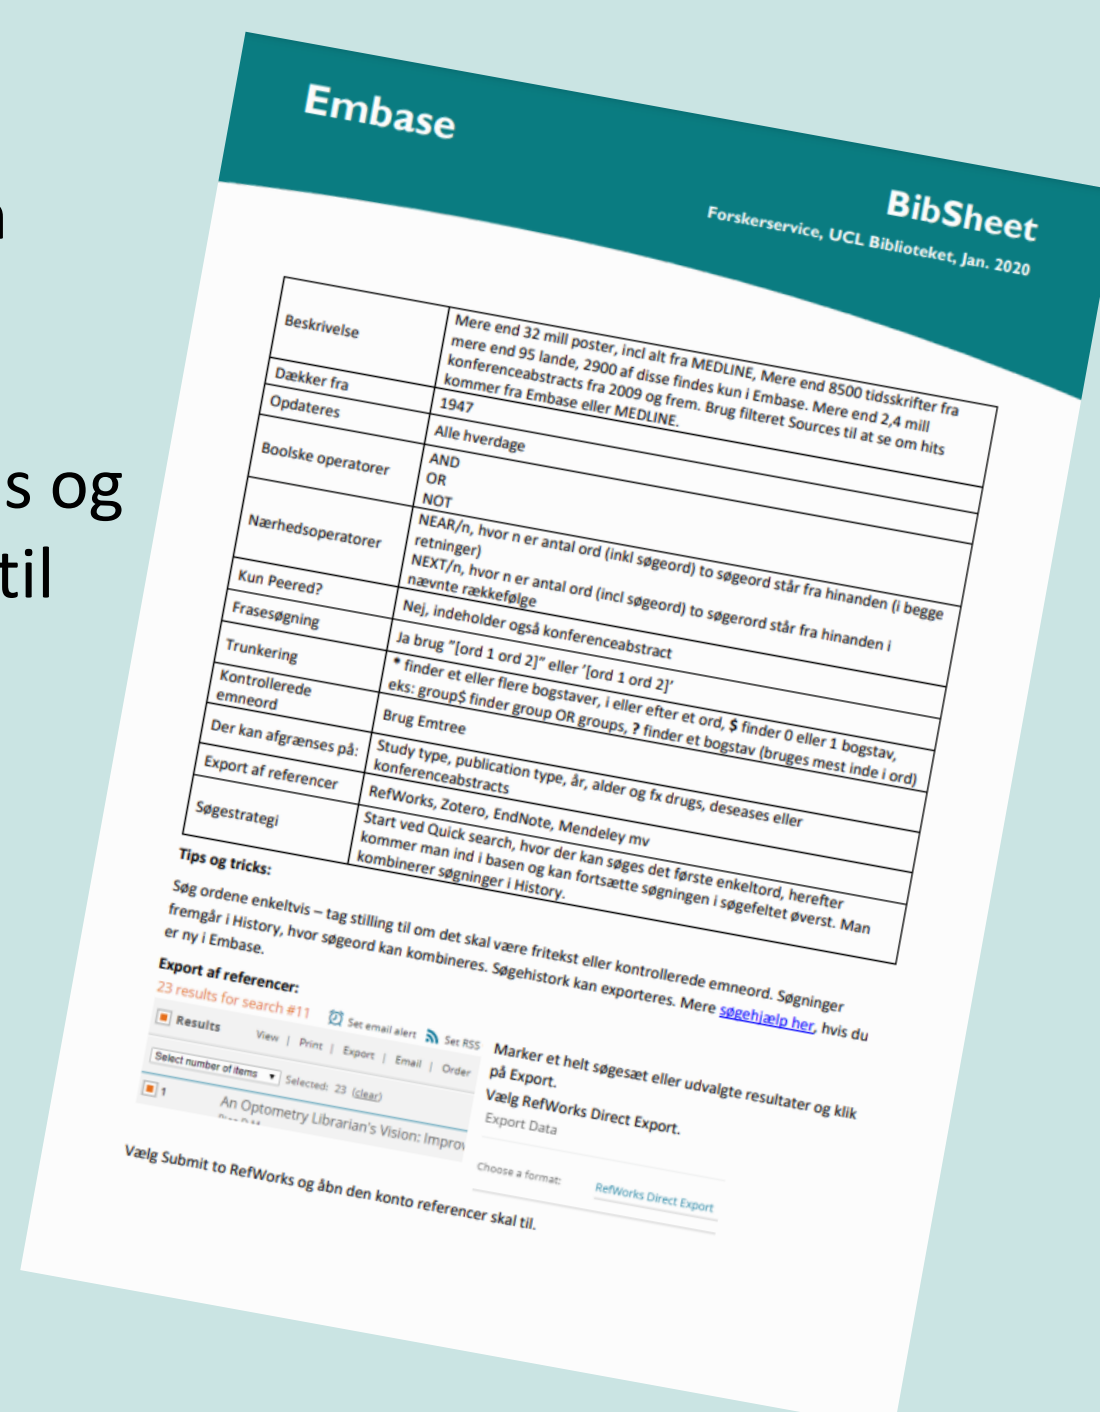 s og
til
Embase
BibSheet
Forskerservice, UCL Biblioteket, Jan. 2020
Beskrivelse
Mere end 32 mill poster, incl alt fra MEDLINE, Mere end 8500 tidsskrifter fra
mere end 95 lande, 2900 af disse findes kun i Embase. Mere end 2,4 mill
konferenceabstracts fra 2009 og frem. Brug filteret Sources til at se om hits
kommer fra Embase eller MEDLINE.
Dækker fra
1947
Opdateres
Alle hverdage
Boolske operatorer
AND
OR
NOT
Nærhedsoperatorer
NEAR/n, hvor n er antal ord (inkl søgeord) to søgeord står fra hinanden (i begge
retninger)
NEXT/n, hvor n er antal ord (incl søgeord) to søgerord står fra hinanden i
nævnte rækkefølge
Kun Peered?
Nej, indeholder også konferenceabstract
Frasesøgning
Ja brug ”[ord 1 ord 2]” eller ’[ord 1 ord 2]’
Trunkering
* finder et eller flere bogstaver, i eller efter et ord, $ finder 0 eller 1 bogstav,
eks: group$ finder group OR groups, ? finder et bogstav (bruges mest inde i ord)
Kontrollerede
emneord
Brug Emtree
Der kan afgrænses på:
Study type, publication type, år, alder og fx drugs, deseases eller
konferenceabstracts
Export af referencer
RefWorks, Zotero, EndNote, Mendeley mv
Søgestrategi
Start ved Quick search, hvor der kan søges det første enkeltord, herefter
kommer man ind i basen og kan fortsætte søgningen i søgefeltet øverst. Man
kombinerer søgninger i History.
Tips og tricks:
Søg ordene enkeltvis – tag stilling til om det skal være fritekst eller kontrollerede emneord. Søgninger
fremgår i History, hvor søgeord kan kombineres. Søgehistork kan exporteres. Mere søgehjælp her, hvis du
er ny i Embase.
Export af referencer:
23 results for search #11
Set email alert
Set RSS
Results
View | Print | Export | Email | Order
Select number of items
Selected: 23 (clear)
1
An Optometry Librarian's Vision: Improv
Marker et helt søgesæt eller udvalgte resultater og klik
på Export.
Vælg RefWorks Direct Export.
Export Data
Choose a format:
RefWorks Direct Export
Vælg Submit to RefWorks og åbn den konto referencer skal til.